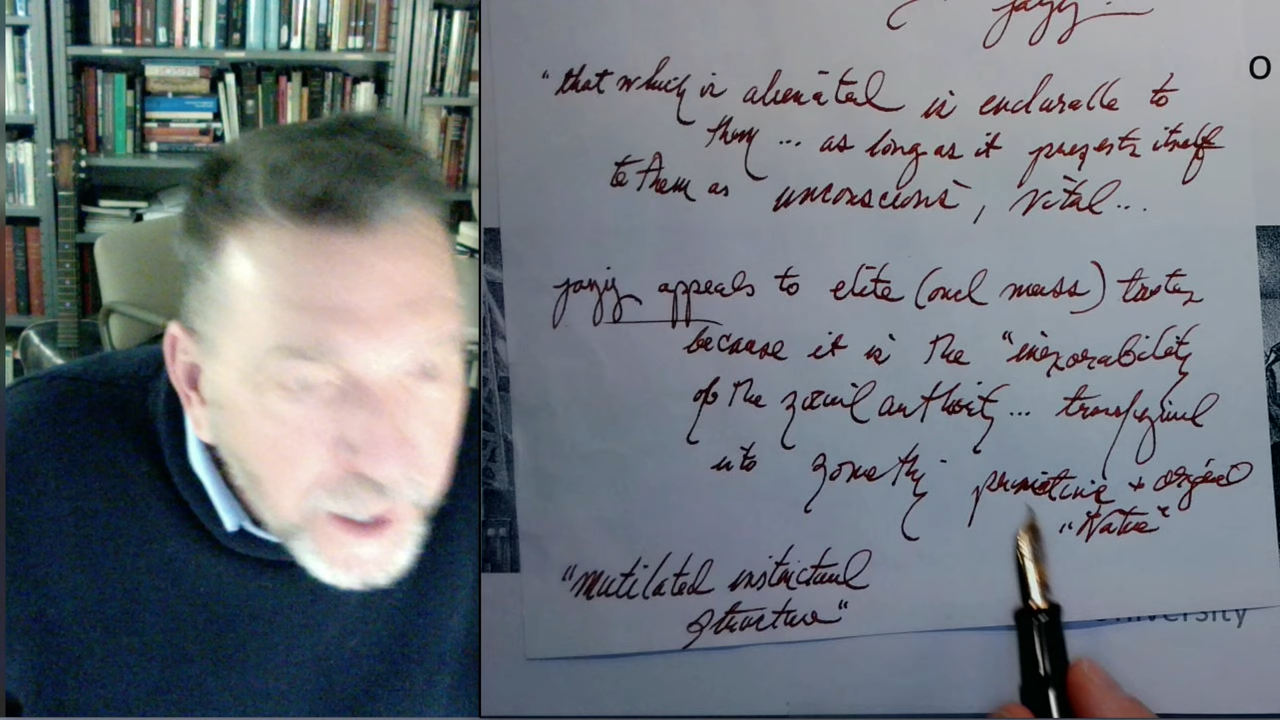 jazz
"that which is alienated is endurable to
them ... as long as it presents itself
to them as unconscious, vital...
jazz appeals to elite (and mass) tastes
because it is the "inexorability
of the social authority ... transfigured
into something primitive + original
"Nature"
"mutilated instinctual
structure"
University
O